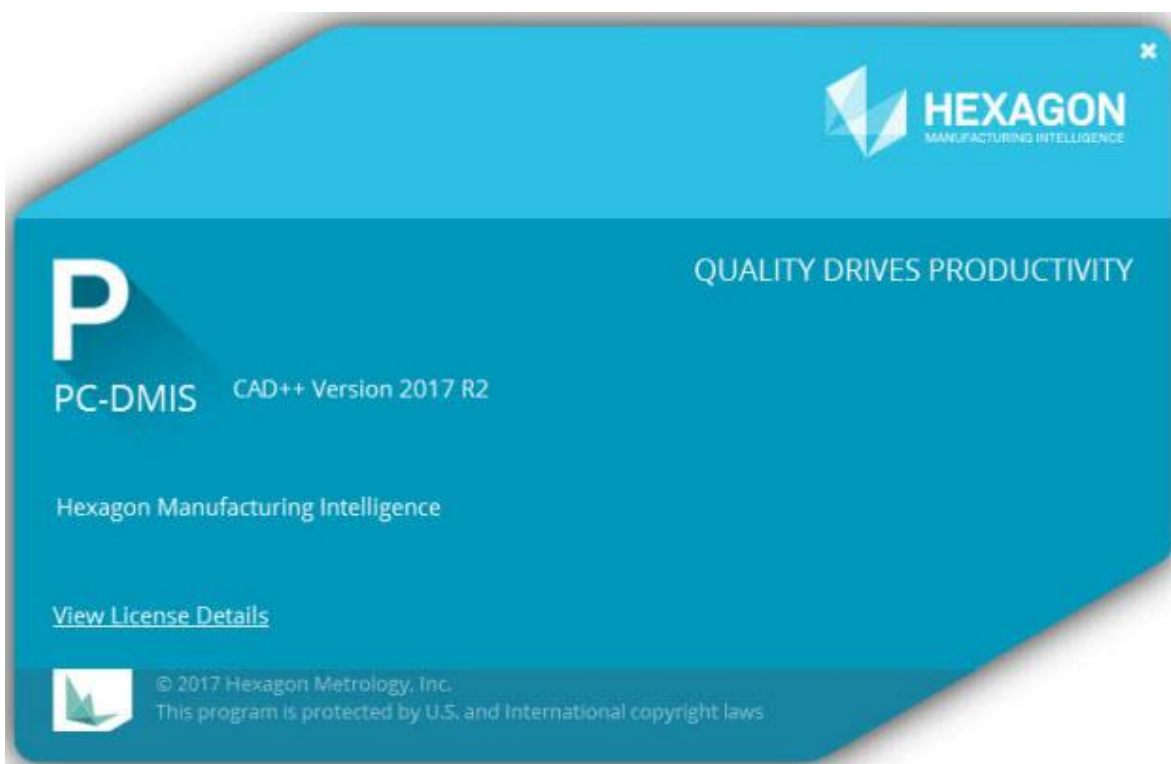 HEXAGON
MANUFACTURING INTELLIGENCE
QUALITY DRIVES PRODUCTIVITY
P
PC-DMIS
CAD++ Version 2017 R2
Hexagon Manufacturing Intelligence
View License Details
© 2017 Hexagon Metrology, Inc.
This program is protected by U.S. and International copyright laws